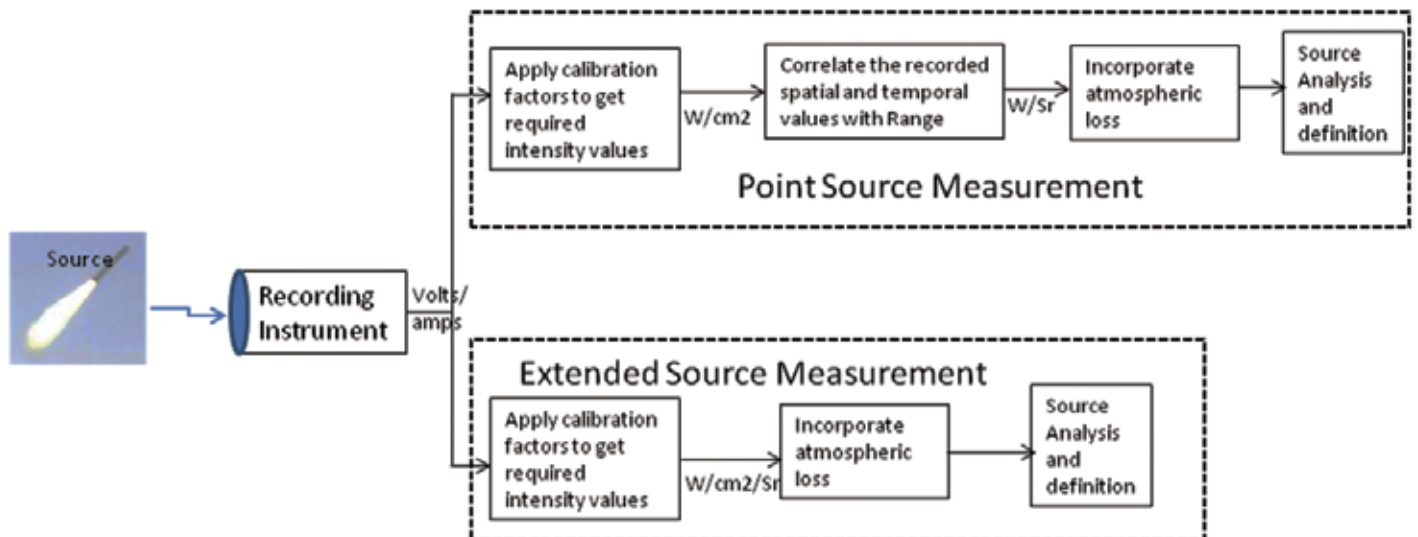 Apply calibration
factors to get
required
intensity values
W/cm2
Correlate the recorded
spatial and temporal
values with Range
W/Sr
Incorporate
atmospheric
loss
Source
Analysis
and
definition
Point Source Measurement
Source
Recording
Instrument
Volts/
amps
Extended Source Measurement
Apply calibration
factors to get
required
intensity values
W/cm2/Sr
Incorporate
atmospheric
loss
Source
Analysis
and
definition